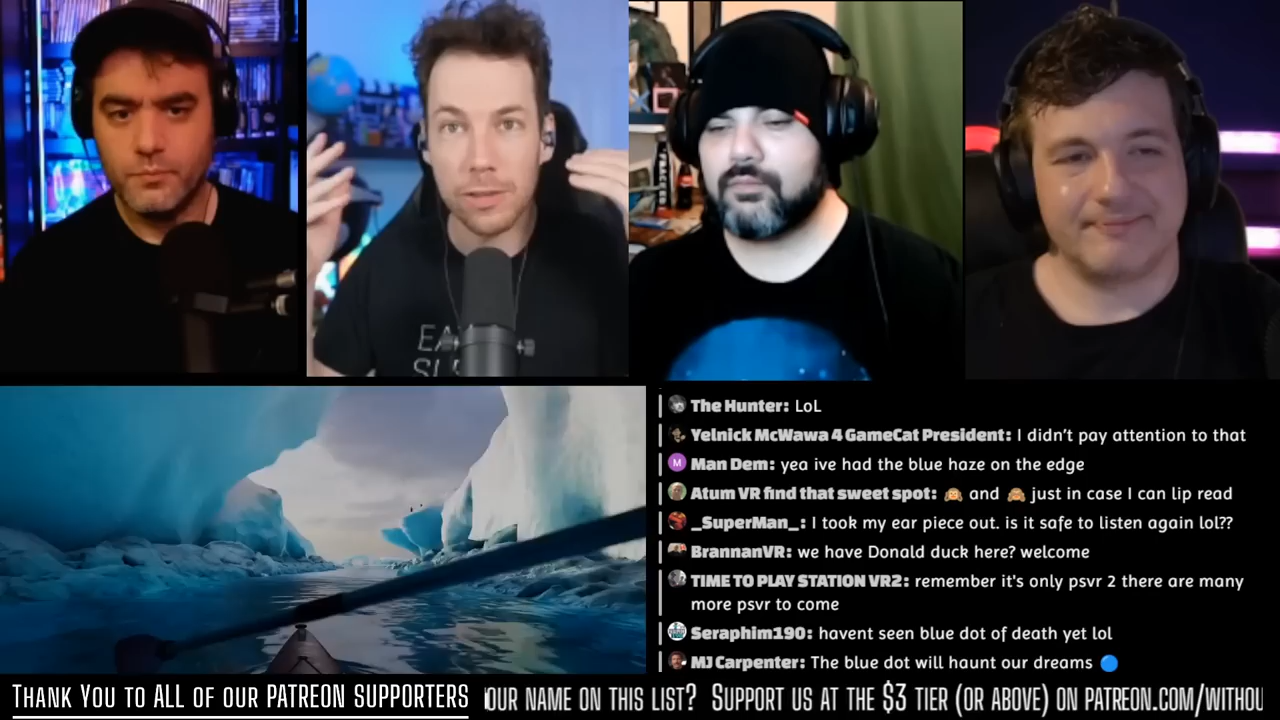 EA
SL
The Hunter: LoL
Yelnick McWawa 4 GameCat President: I didn't pay attention to that
M Man Dem: yea ive had the blue haze on the edge
Atum VR find that sweet spot: 🙉 and 🙈 just in case I can lip read
_SuperMan_: I took my ear piece out. is it safe to listen again lol??
BrannanVR: we have Donald duck here? welcome
TIME TO PLAY STATION VR2: remember it's only psvr 2 there are many
more psvr to come
Seraphim190: havent seen blue dot of death yet lol
MJ Carpenter: The blue dot will haunt our dreams 🔵
THANK YOU TO ALL OF OUR PATREON SUPPORTERS OUR NAME ON THIS LIST? SUPPORT US AT THE $3 TIER (OR ABOVE) ON PATREON.COM/WITHOU